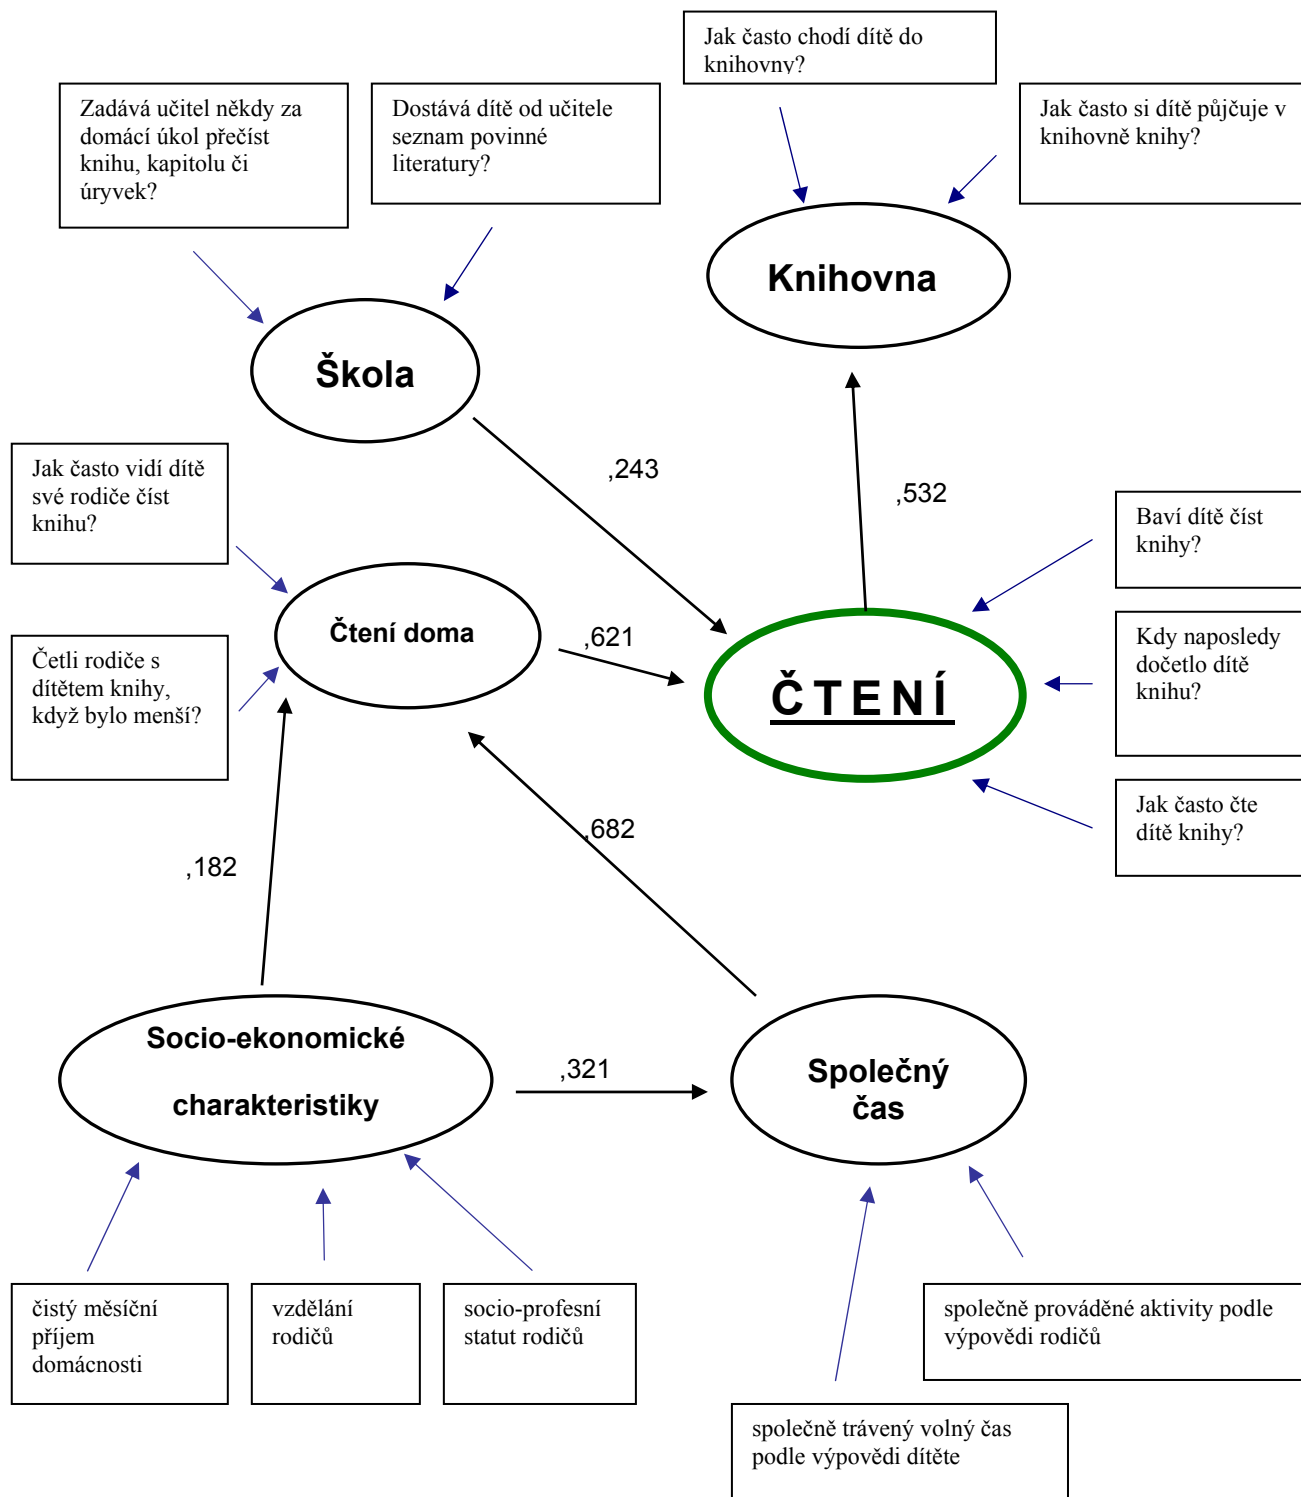 Jak často chodí dítě do
knihovny?
Zadává učitel někdy za
domácí úkol přečíst
knihu, kapitolu či
úryvek?
Dostává dítě od učitele
seznam povinné
literatury?
Jak často si dítě půjčuje v
knihovně knihy?
Knihovna
Škola
Jak často vidí dítě
své rodiče číst
knihu?
,243
,532
Baví dítě číst
knihy?
Čtení doma
,621
Četli rodiče s
dítětem knihy,
když bylo menší?
ČTENÍ
Kdy naposledy
dočetlo dítě
knihu?
Jak často čte
dítě knihy?
,682
,182
Socio-ekonomické
charakteristiky
,321
Společný
čas
čistý měsíční
příjem
domácnosti
vzdělání
rodičů
socio-profesní
statut rodičů
společně prováděné aktivity podle
výpovědi rodičů
společně trávený volný čas
podle výpovědi dítěte